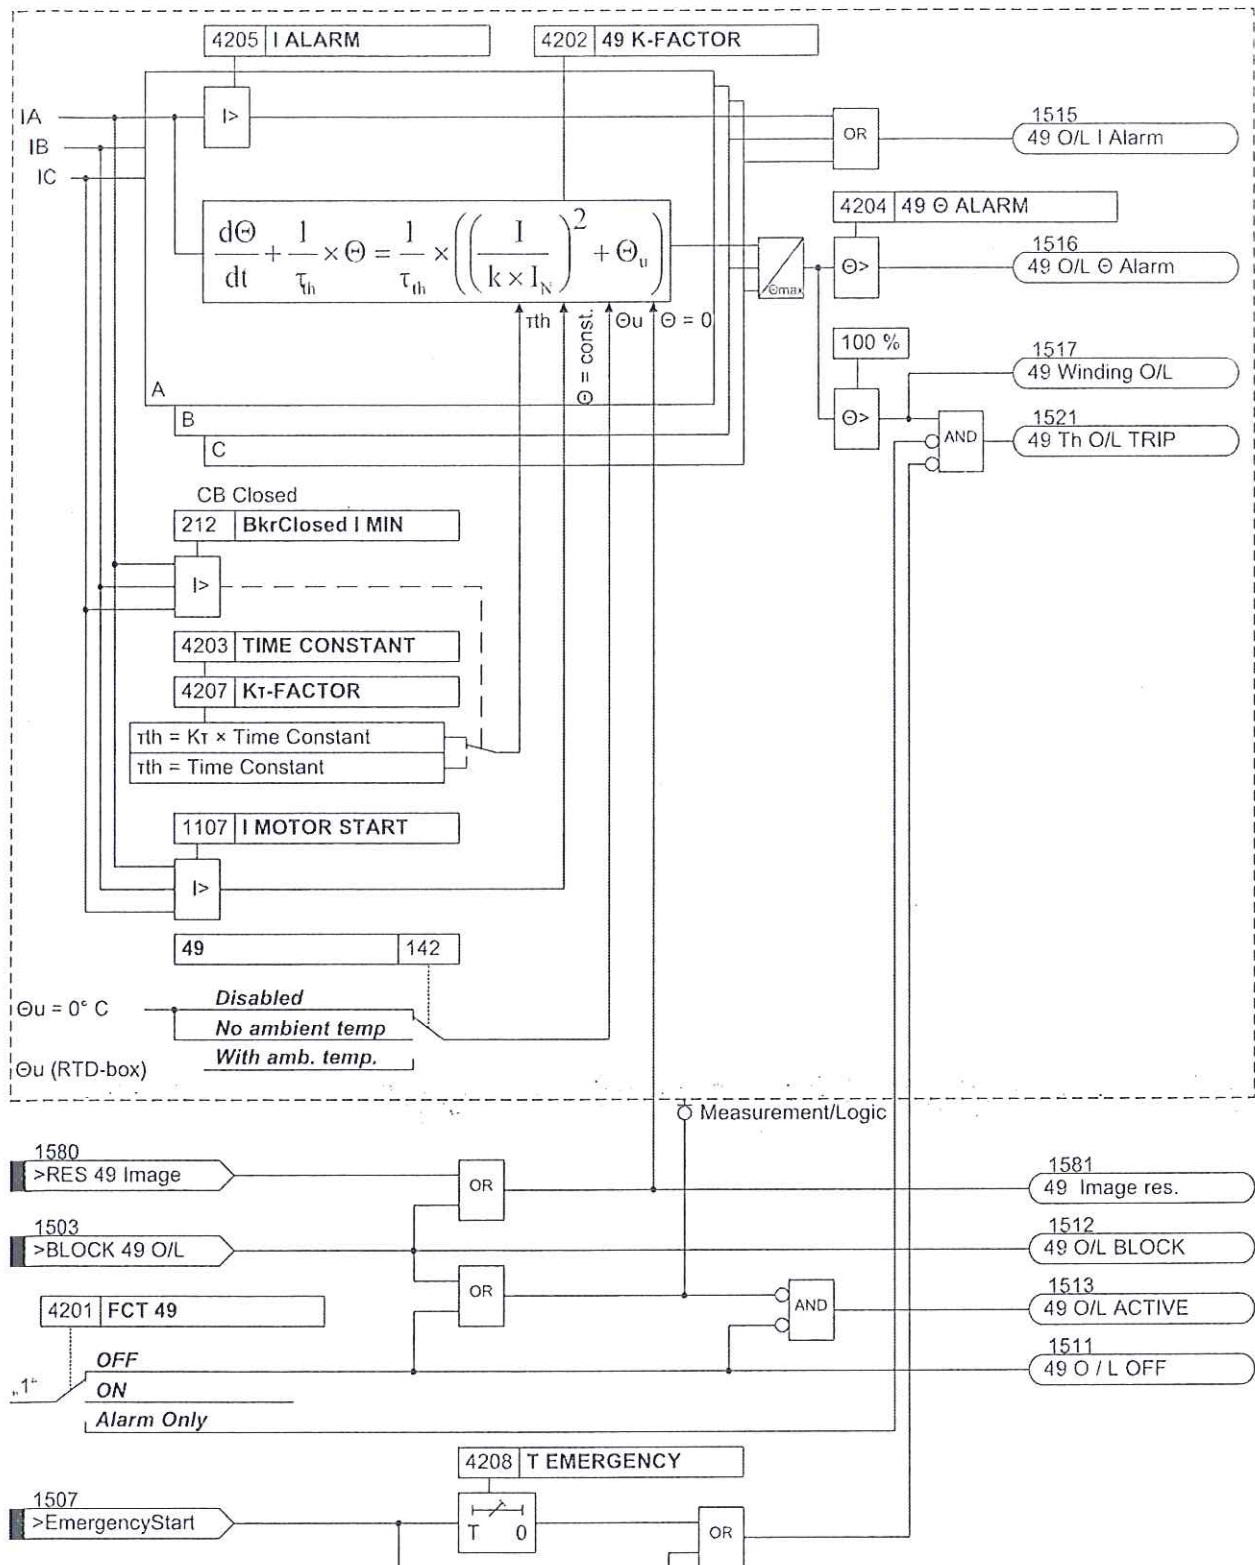 4205 I ALARM
4202 49 K-FACTOR
IA
IB
IC
I>
OR
1515
49 O/L I Alarm
4204 49 Θ ALARM
dΘ/dt + 1/τth × Θ = 1/τth × ((I/(k × IN))² + Θu)
Θmax
Θ>
1516
49 O/L Θ Alarm
τth
Θ = const.
Θu
Θ = 0
100 %
1517
49 Winding O/L
A
B
C
Θ>
AND
1521
49 Th O/L TRIP
CB Closed
212 BkrClosed I MIN
I>
4203 TIME CONSTANT
4207 Kτ-FACTOR
τth = Kτ × Time Constant
τth = Time Constant
1107 I MOTOR START
I>
49 142
Θu = 0° C
Disabled
No ambient temp
With amb. temp.
Θu (RTD-box)
Measurement/Logic
1580
>RES 49 Image
OR
1581
49 Image res.
1503
>BLOCK 49 O/L
1512
49 O/L BLOCK
OR
4201 FCT 49
AND
1513
49 O/L ACTIVE
„1“
OFF
ON
Alarm Only
1511
49 O / L OFF
4208 T EMERGENCY
1507
>EmergencyStart
T 0
OR